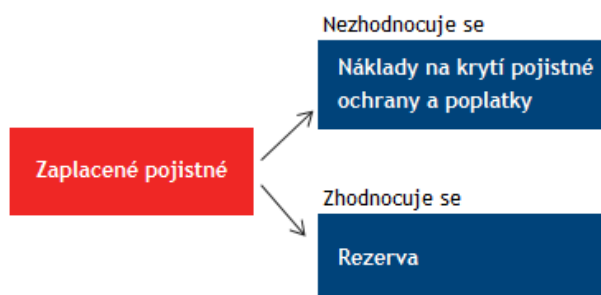 Nezhodnocuje se
Náklady na krytí pojistné
ochrany a poplatky
Zaplacené pojistné
Zhodnocuje se
Rezerva